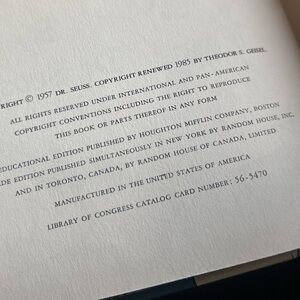 RIGHT © 1957 DR. SEUSS. COPYRIGHT RENEWED 1985 BY THEODOR S. GEISEL
ALL RIGHTS RESERVED UNDER INTERNATIONAL AND PAN-AMERICAN
COPYRIGHT CONVENTIONS INCLUDING THE RIGHT TO REPRODUCE
THIS BOOK OR PARTS THEREOF IN ANY FORM
EDUCATIONAL EDITION PUBLISHED BY HOUGHTON MIFFLIN COMPANY, BOSTON
DE EDITION PUBLISHED SIMULTANEOUSLY IN NEW YORK BY RANDOM HOUSE, INC.
AND IN TORONTO, CANADA, BY RANDOM HOUSE OF CANADA, LIMITED
MANUFACTURED IN THE UNITED STATES OF AMERICA
LIBRARY OF CONGRESS CATALOG CARD NUMBER: 56-5470